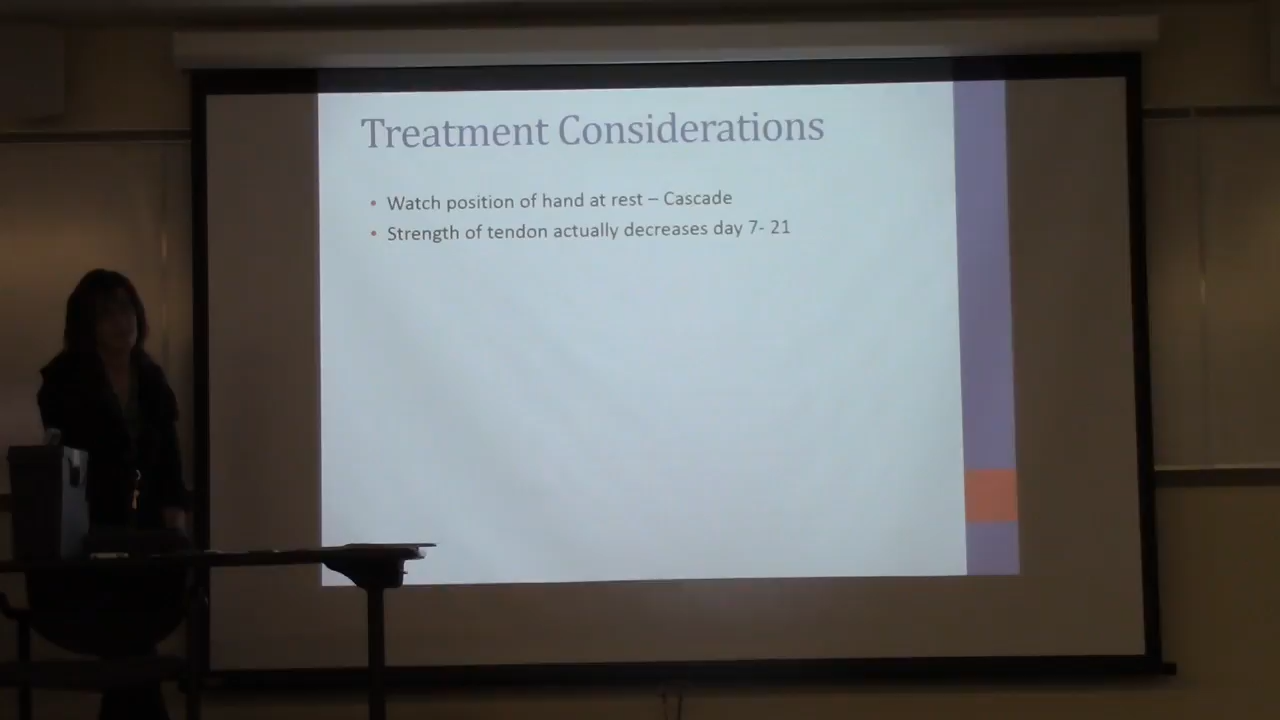 Treatment Considerations
• Watch position of hand at rest – Cascade
• Strength of tendon actually decreases day 7- 21